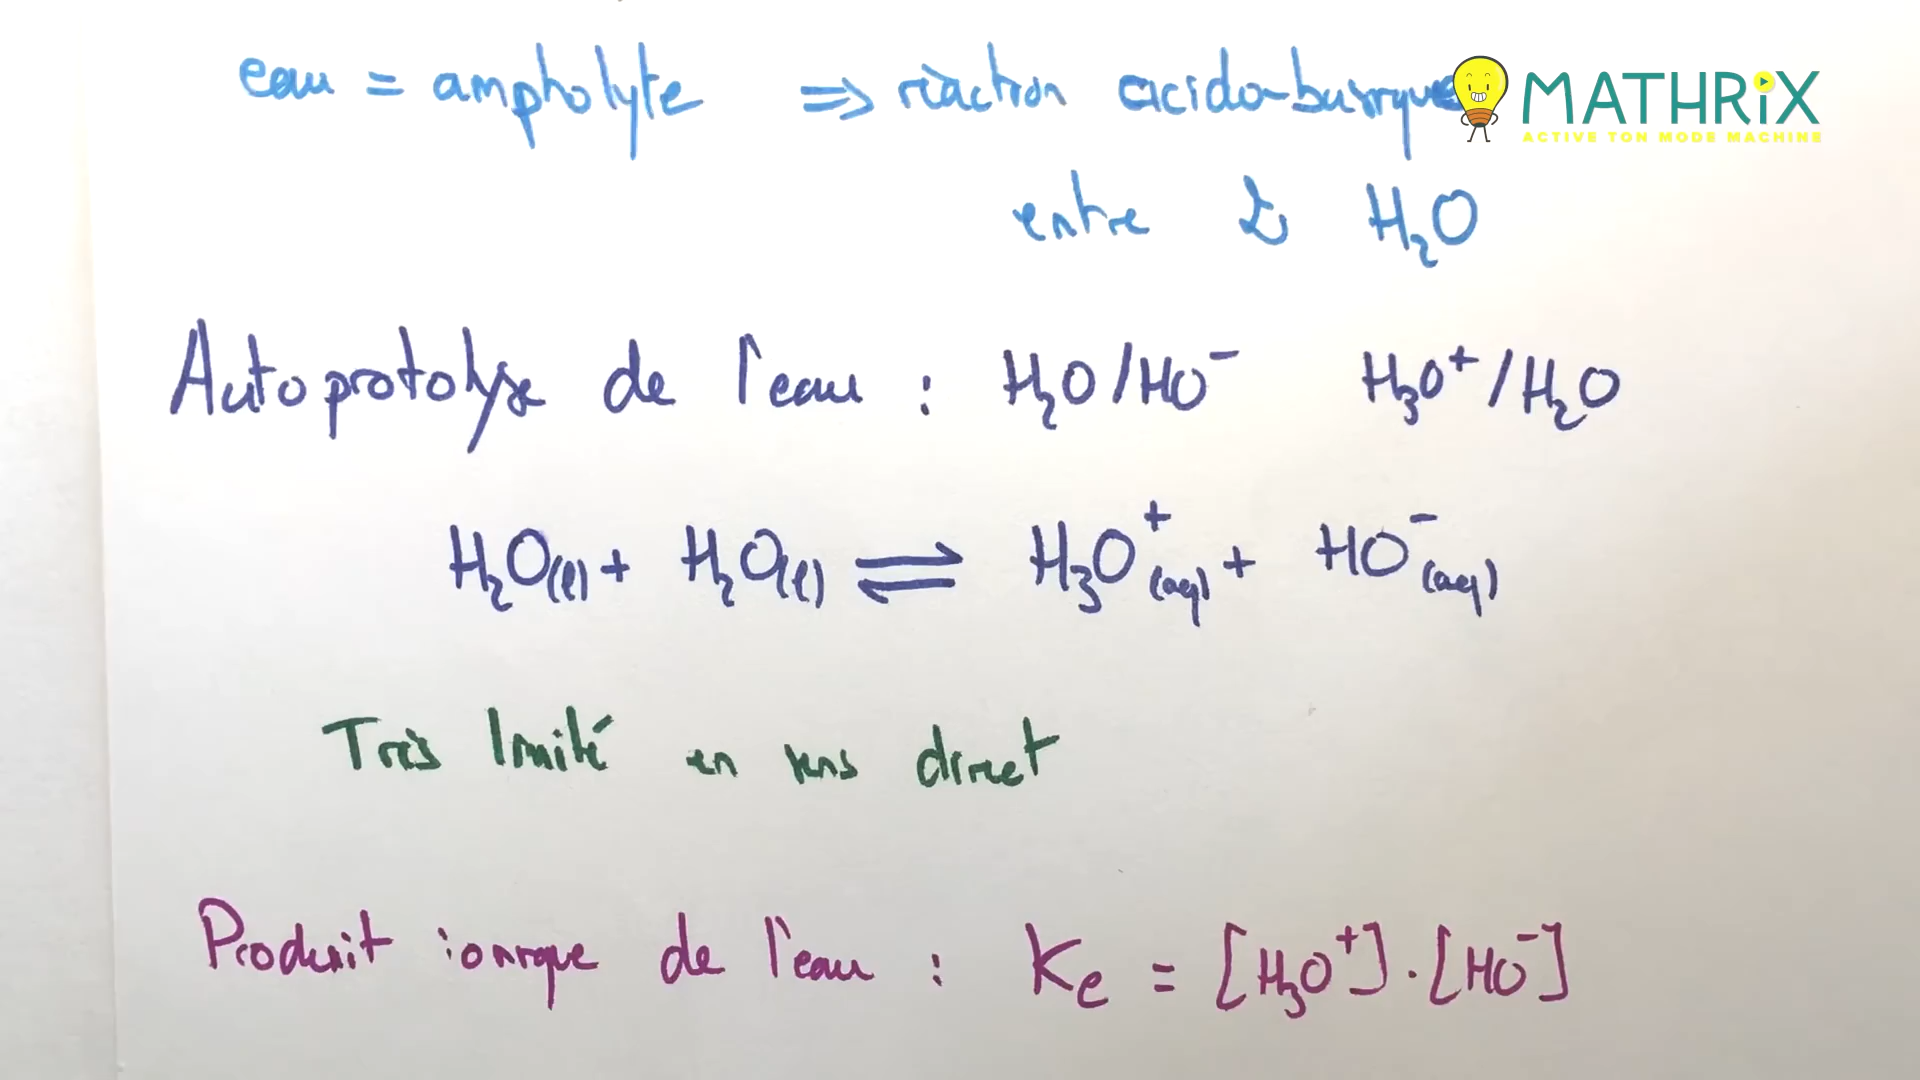 eau = ampholyte ⇒ réaction acido-basique
MATHRiX
ACTIVE TON MODE MACHINE
entre 2 H₂O
Autoprotolyse de l'eau : H₂O/HO⁻ H₃O⁺/H₂O
H₂O(l) + H₂O(l) ⇌ H₃O⁺(aq) + HO⁻(aq)
Très limité en sens direct
Produit ionique de l'eau : Ke = [H₃O⁺].[HO⁻]